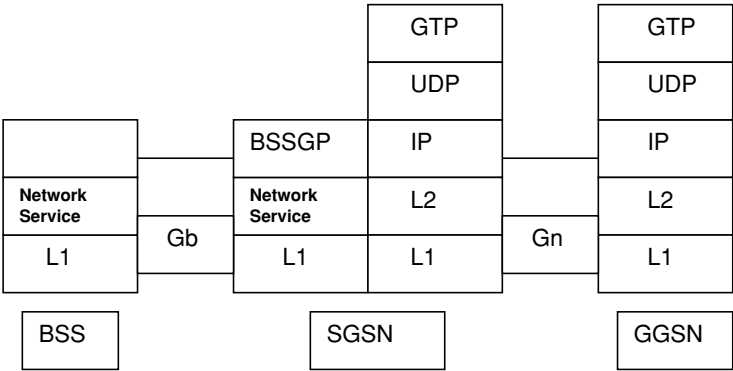 GTP GTP
UDP UDP
BSSGP IP IP
Network Network L2 L2
Service Service
Gb Gn
L1 L1 L1 L1
BSS SGSN GGSN